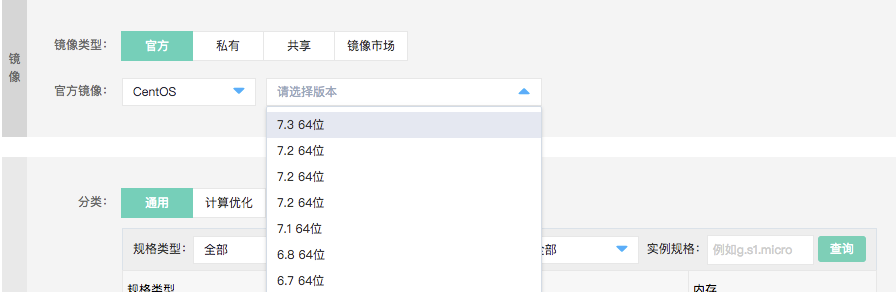 镜像
镜像类型： 官方 私有 共享 镜像市场
官方镜像： CentOS 请选择版本
7.3 64位
7.2 64位
7.2 64位
7.2 64位
7.1 64位
6.8 64位
6.7 64位
分类： 通用 计算优化
规格类型： 全部 全部 实例规格： 例如g.s1.micro 查询
规格类型 内存